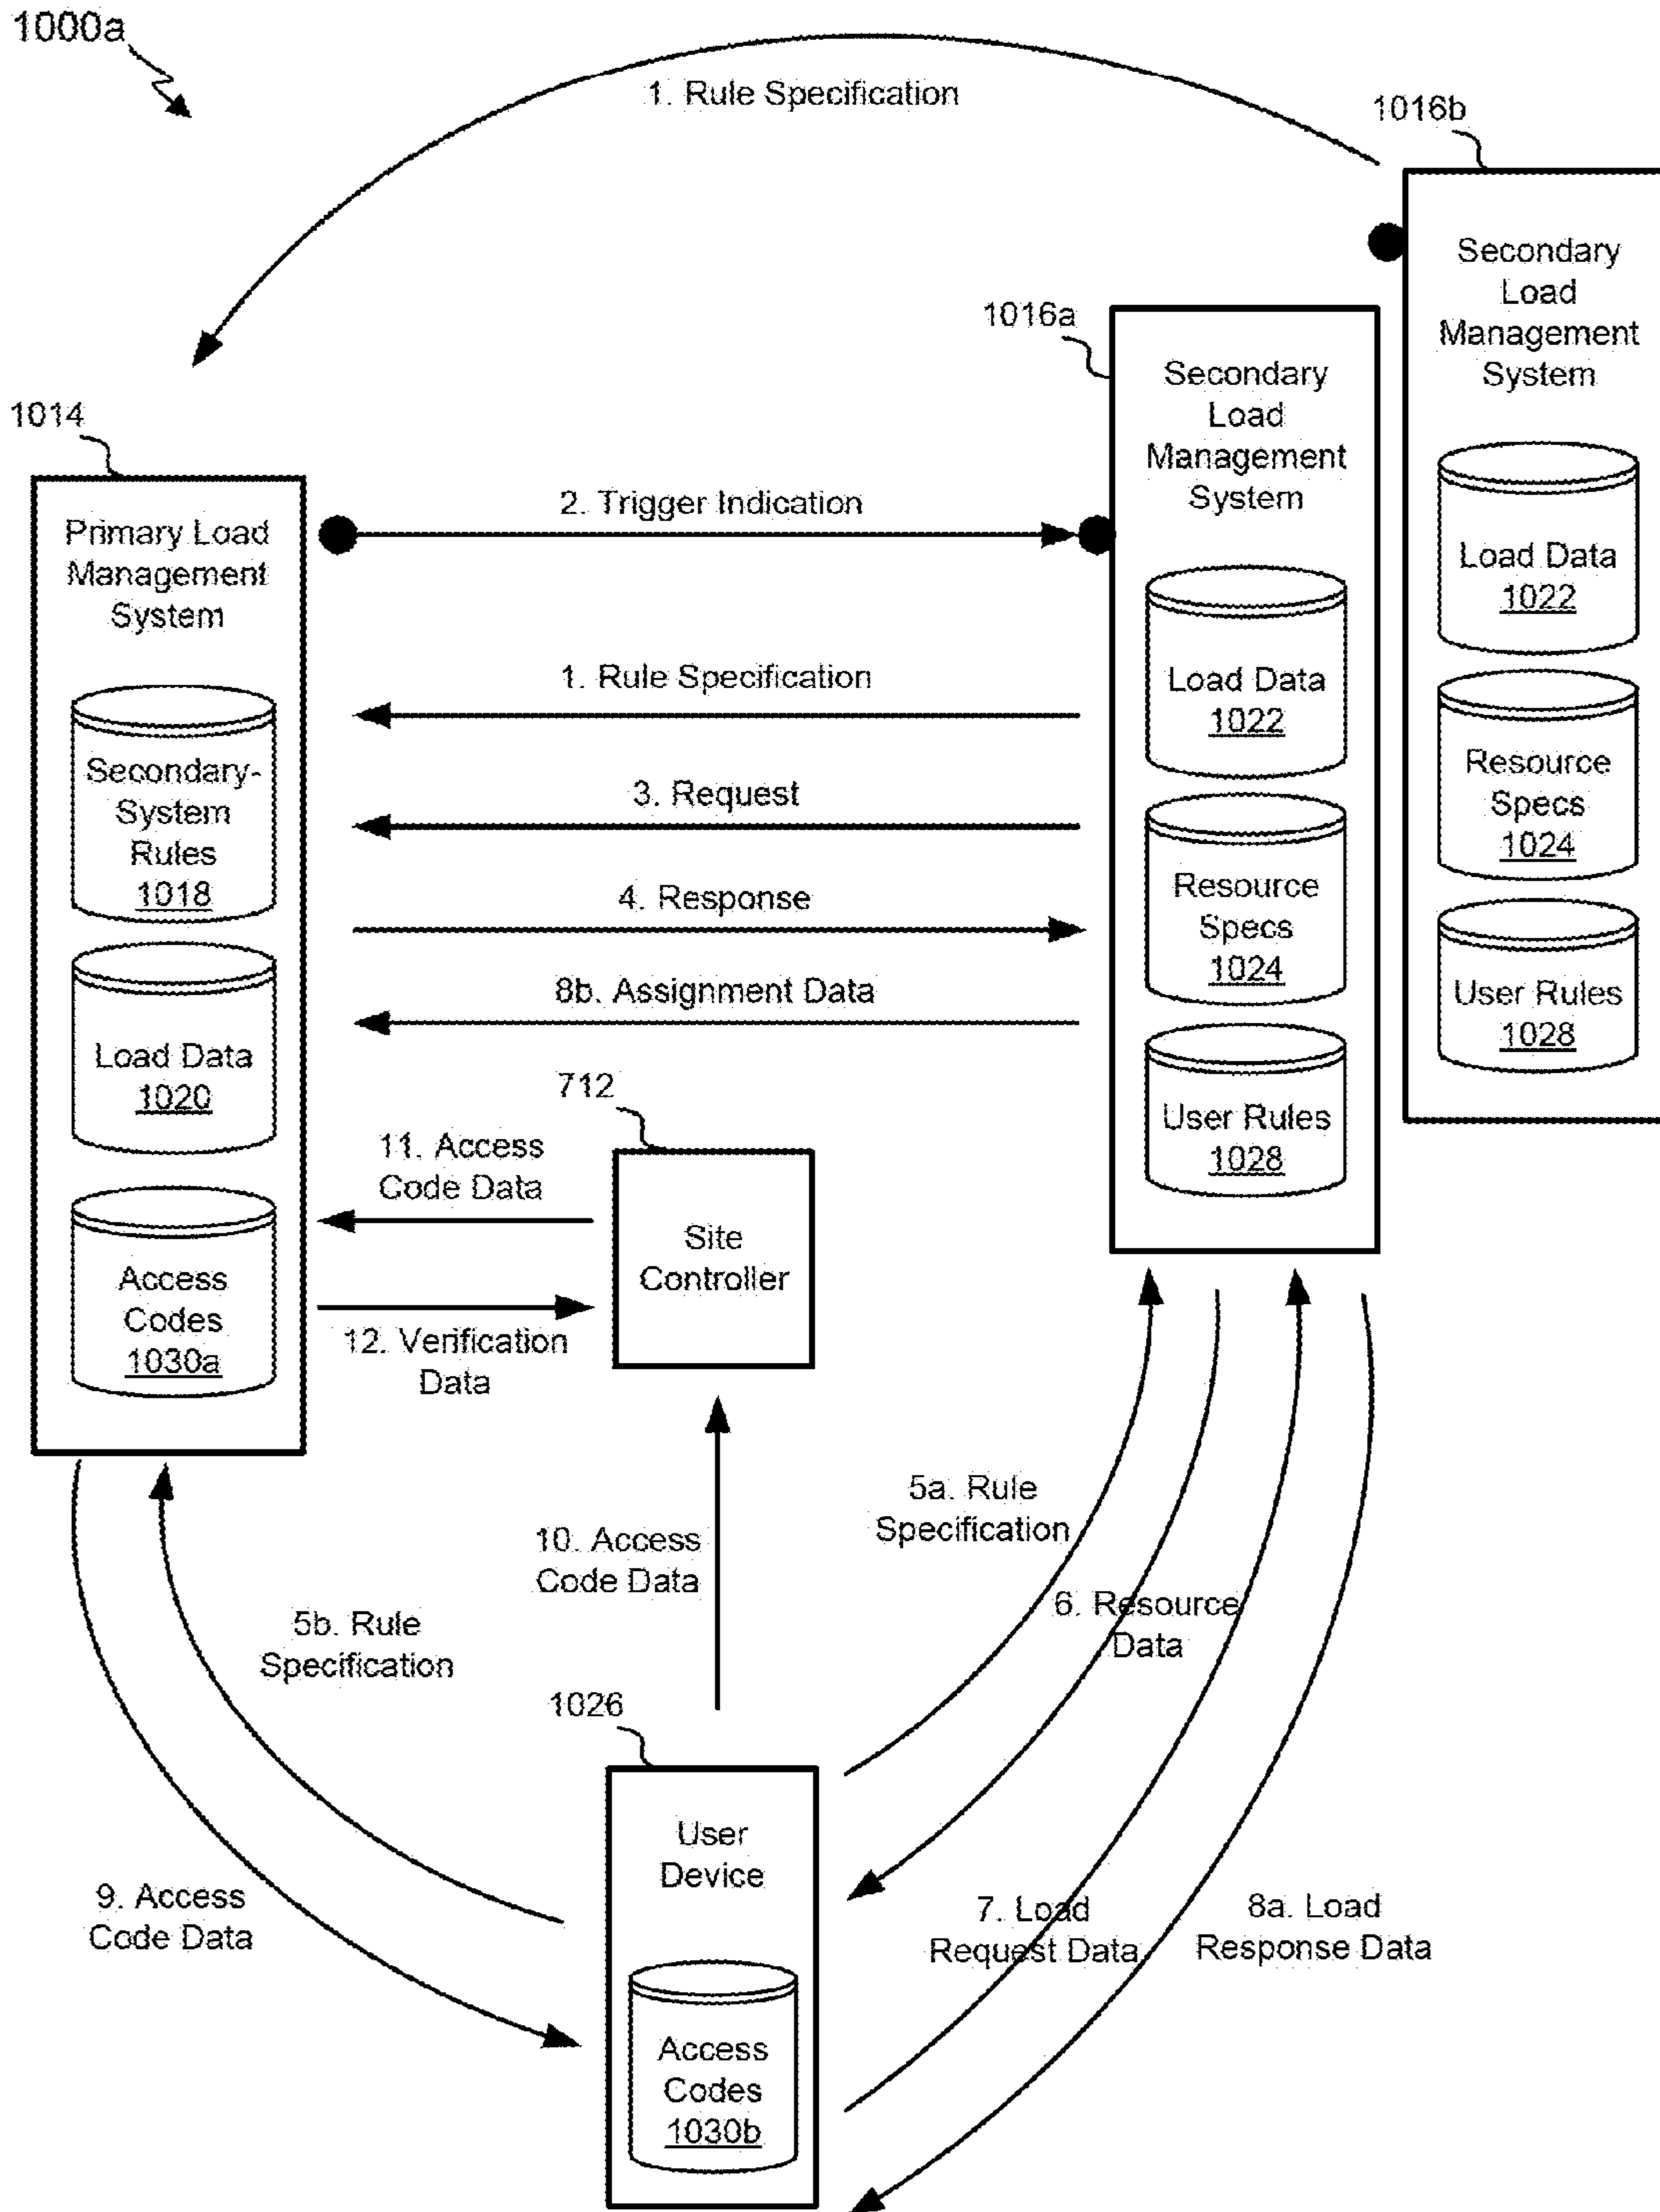 1000a
1. Rule Specification
1016b
Secondary
Load
Management
System
Load Data
1022
Resource
Specs
1024
User Rules
1028
1016a
Secondary
Load
Management
System
Load Data
1022
Resource
Specs
1024
User Rules
1028
1014
Primary Load
Management
System
Secondary-
System
Rules
1018
Load Data
1020
Access
Codes
1030a
2. Trigger Indication
1. Rule Specification
3. Request
4. Response
8b. Assignment Data
712
Site
Controller
11. Access
Code Data
12. Verification
Data
10. Access
Code Data
5a. Rule
Specification
6. Resource
Data
5b. Rule
Specification
1026
User
Device
Access
Codes
1030b
9. Access
Code Data
7. Load
Request Data
8a. Load
Response Data